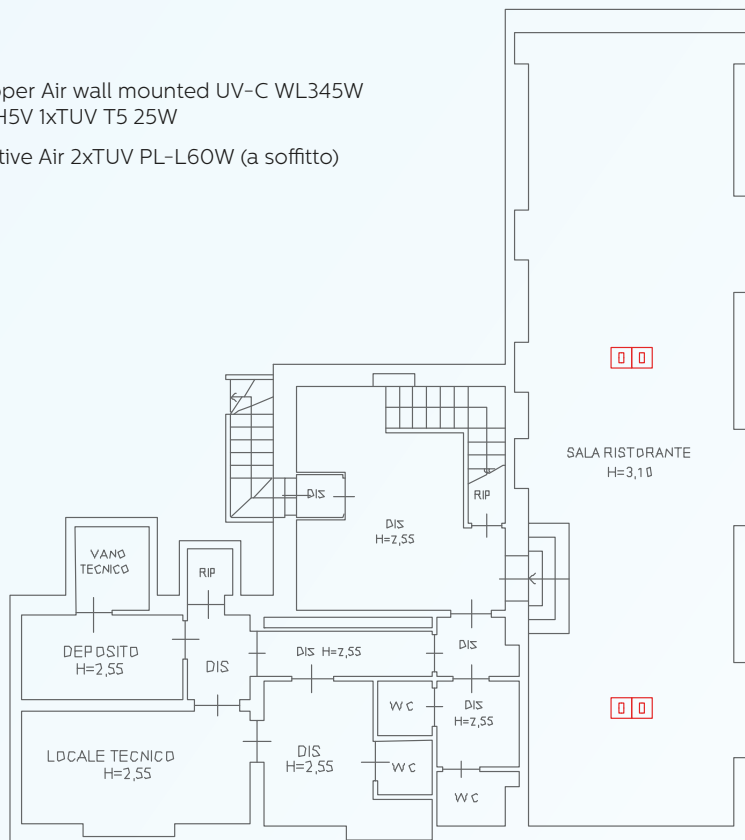 per Air wall mounted UV-C WL345W
H5V 1xTUV T5 25W
tive Air 2xTUV PL-L60W (a soffitto)
SALA RISTORANTE
H=3,10
RIP
DIS
DIS
H=2,55
VANO
TECNICO
RIP
DEPOSITO
H=2,55
DIS
DIS H=2,55
DIS
WC
DIS
H=2,55
LOCALE TECNICO
H=2,55
DIS
H=2,55
WC
WC